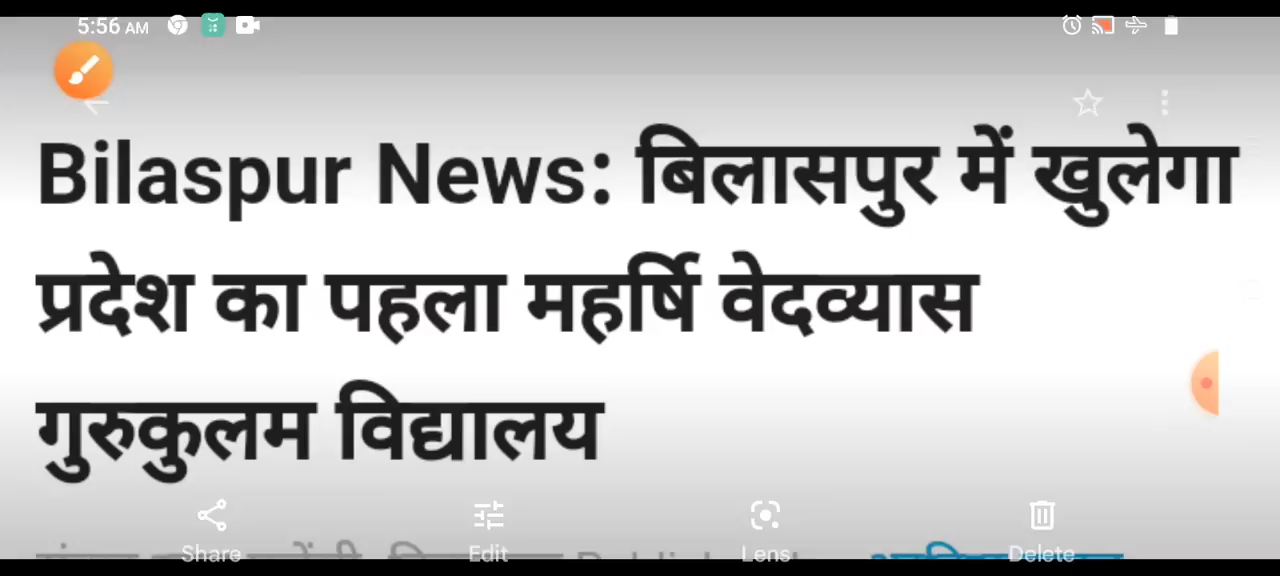 5:56 AM
Bilaspur News: बिलासपुर में खुलेगा
प्रदेश का पहला महर्षि वेदव्यास
गुरुकुलम विद्यालय
Share Edit Lens Delete